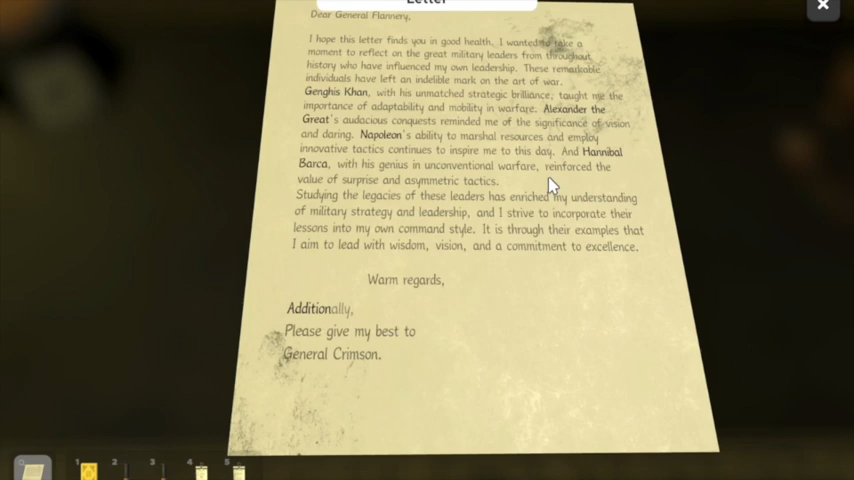 Letter
Dear General Flannery,
I hope this letter finds you in good health. I wanted to take a
moment to reflect on the great military leaders from throughout
history who have influenced my own leadership. These remarkable
individuals have left an indelible mark on the art of war.
Genghis Khan, with his unmatched strategic brilliance, taught me the
importance of adaptability and mobility in warfare. Alexander the
Great's audacious conquests reminded me of the significance of vision
and daring. Napoleon's ability to marshal resources and employ
innovative tactics continues to inspire me to this day. And Hannibal
Barca, with his genius in unconventional warfare, reinforced the
value of surprise and asymmetric tactics.
Studying the legacies of these leaders has enriched my understanding
of military strategy and leadership, and I strive to incorporate their
lessons into my own command style. It is through their examples that
I aim to lead with wisdom, vision, and a commitment to excellence.
Warm regards,
Additionally,
Please give my best to
General Crimson.
1 2 3 4 5